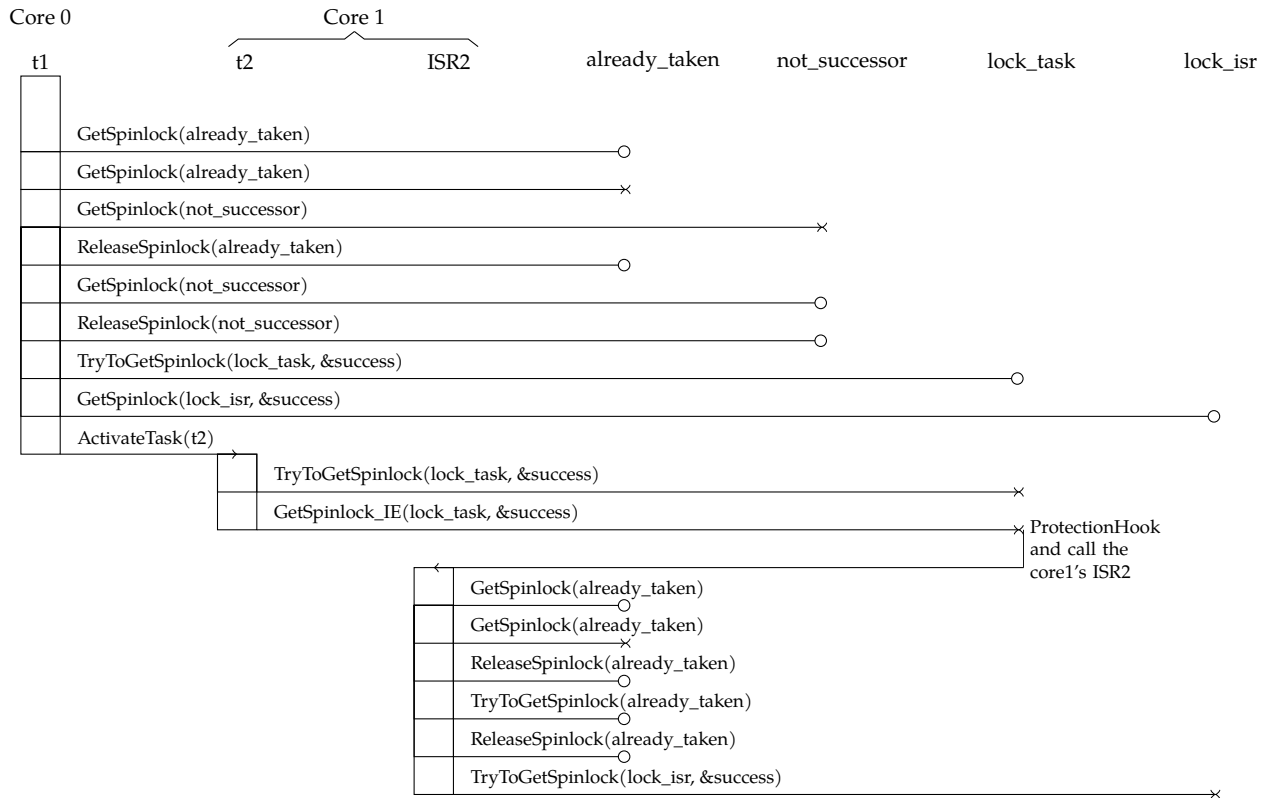 Core 0
Core 1
t1
t2
ISR2
already_taken
not_successor
lock_task
lock_isr
GetSpinlock(already_taken)
GetSpinlock(already_taken)
GetSpinlock(not_successor)
ReleaseSpinlock(already_taken)
GetSpinlock(not_successor)
ReleaseSpinlock(not_successor)
TryToGetSpinlock(lock_task, &success)
GetSpinlock(lock_isr, &success)
ActivateTask(t2)
TryToGetSpinlock(lock_task, &success)
GetSpinlock_IE(lock_task, &success)
ProtectionHook
and call the
core1's ISR2
GetSpinlock(already_taken)
GetSpinlock(already_taken)
ReleaseSpinlock(already_taken)
TryToGetSpinlock(already_taken)
ReleaseSpinlock(already_taken)
TryToGetSpinlock(lock_isr, &success)